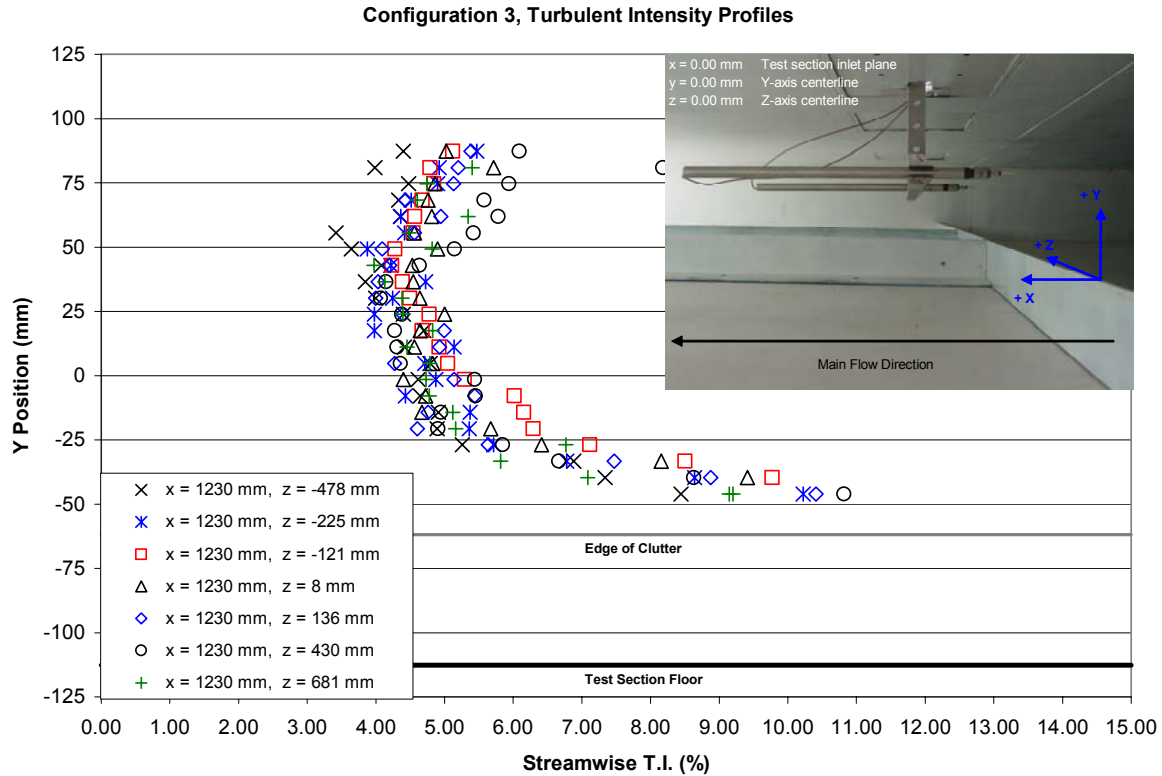 Configuration 3, Turbulent Intensity Profiles
125
100
75
50
25
0
-25
-50
-75
-100
-125
Y Position (mm)
x = 0.00 mm Test section inlet plane
y = 0.00 mm Y-axis centerline
z = 0.00 mm Z-axis centerline
+ Y
+ Z
+ X
Main Flow Direction
x = 1230 mm, z = -478 mm
x = 1230 mm, z = -225 mm
x = 1230 mm, z = -121 mm
x = 1230 mm, z = 8 mm
x = 1230 mm, z = 136 mm
x = 1230 mm, z = 430 mm
x = 1230 mm, z = 681 mm
Edge of Clutter
Test Section Floor
0.00 1.00 2.00 3.00 4.00 5.00 6.00 7.00 8.00 9.00 10.00 11.00 12.00 13.00 14.00 15.00
Streamwise T.I. (%)